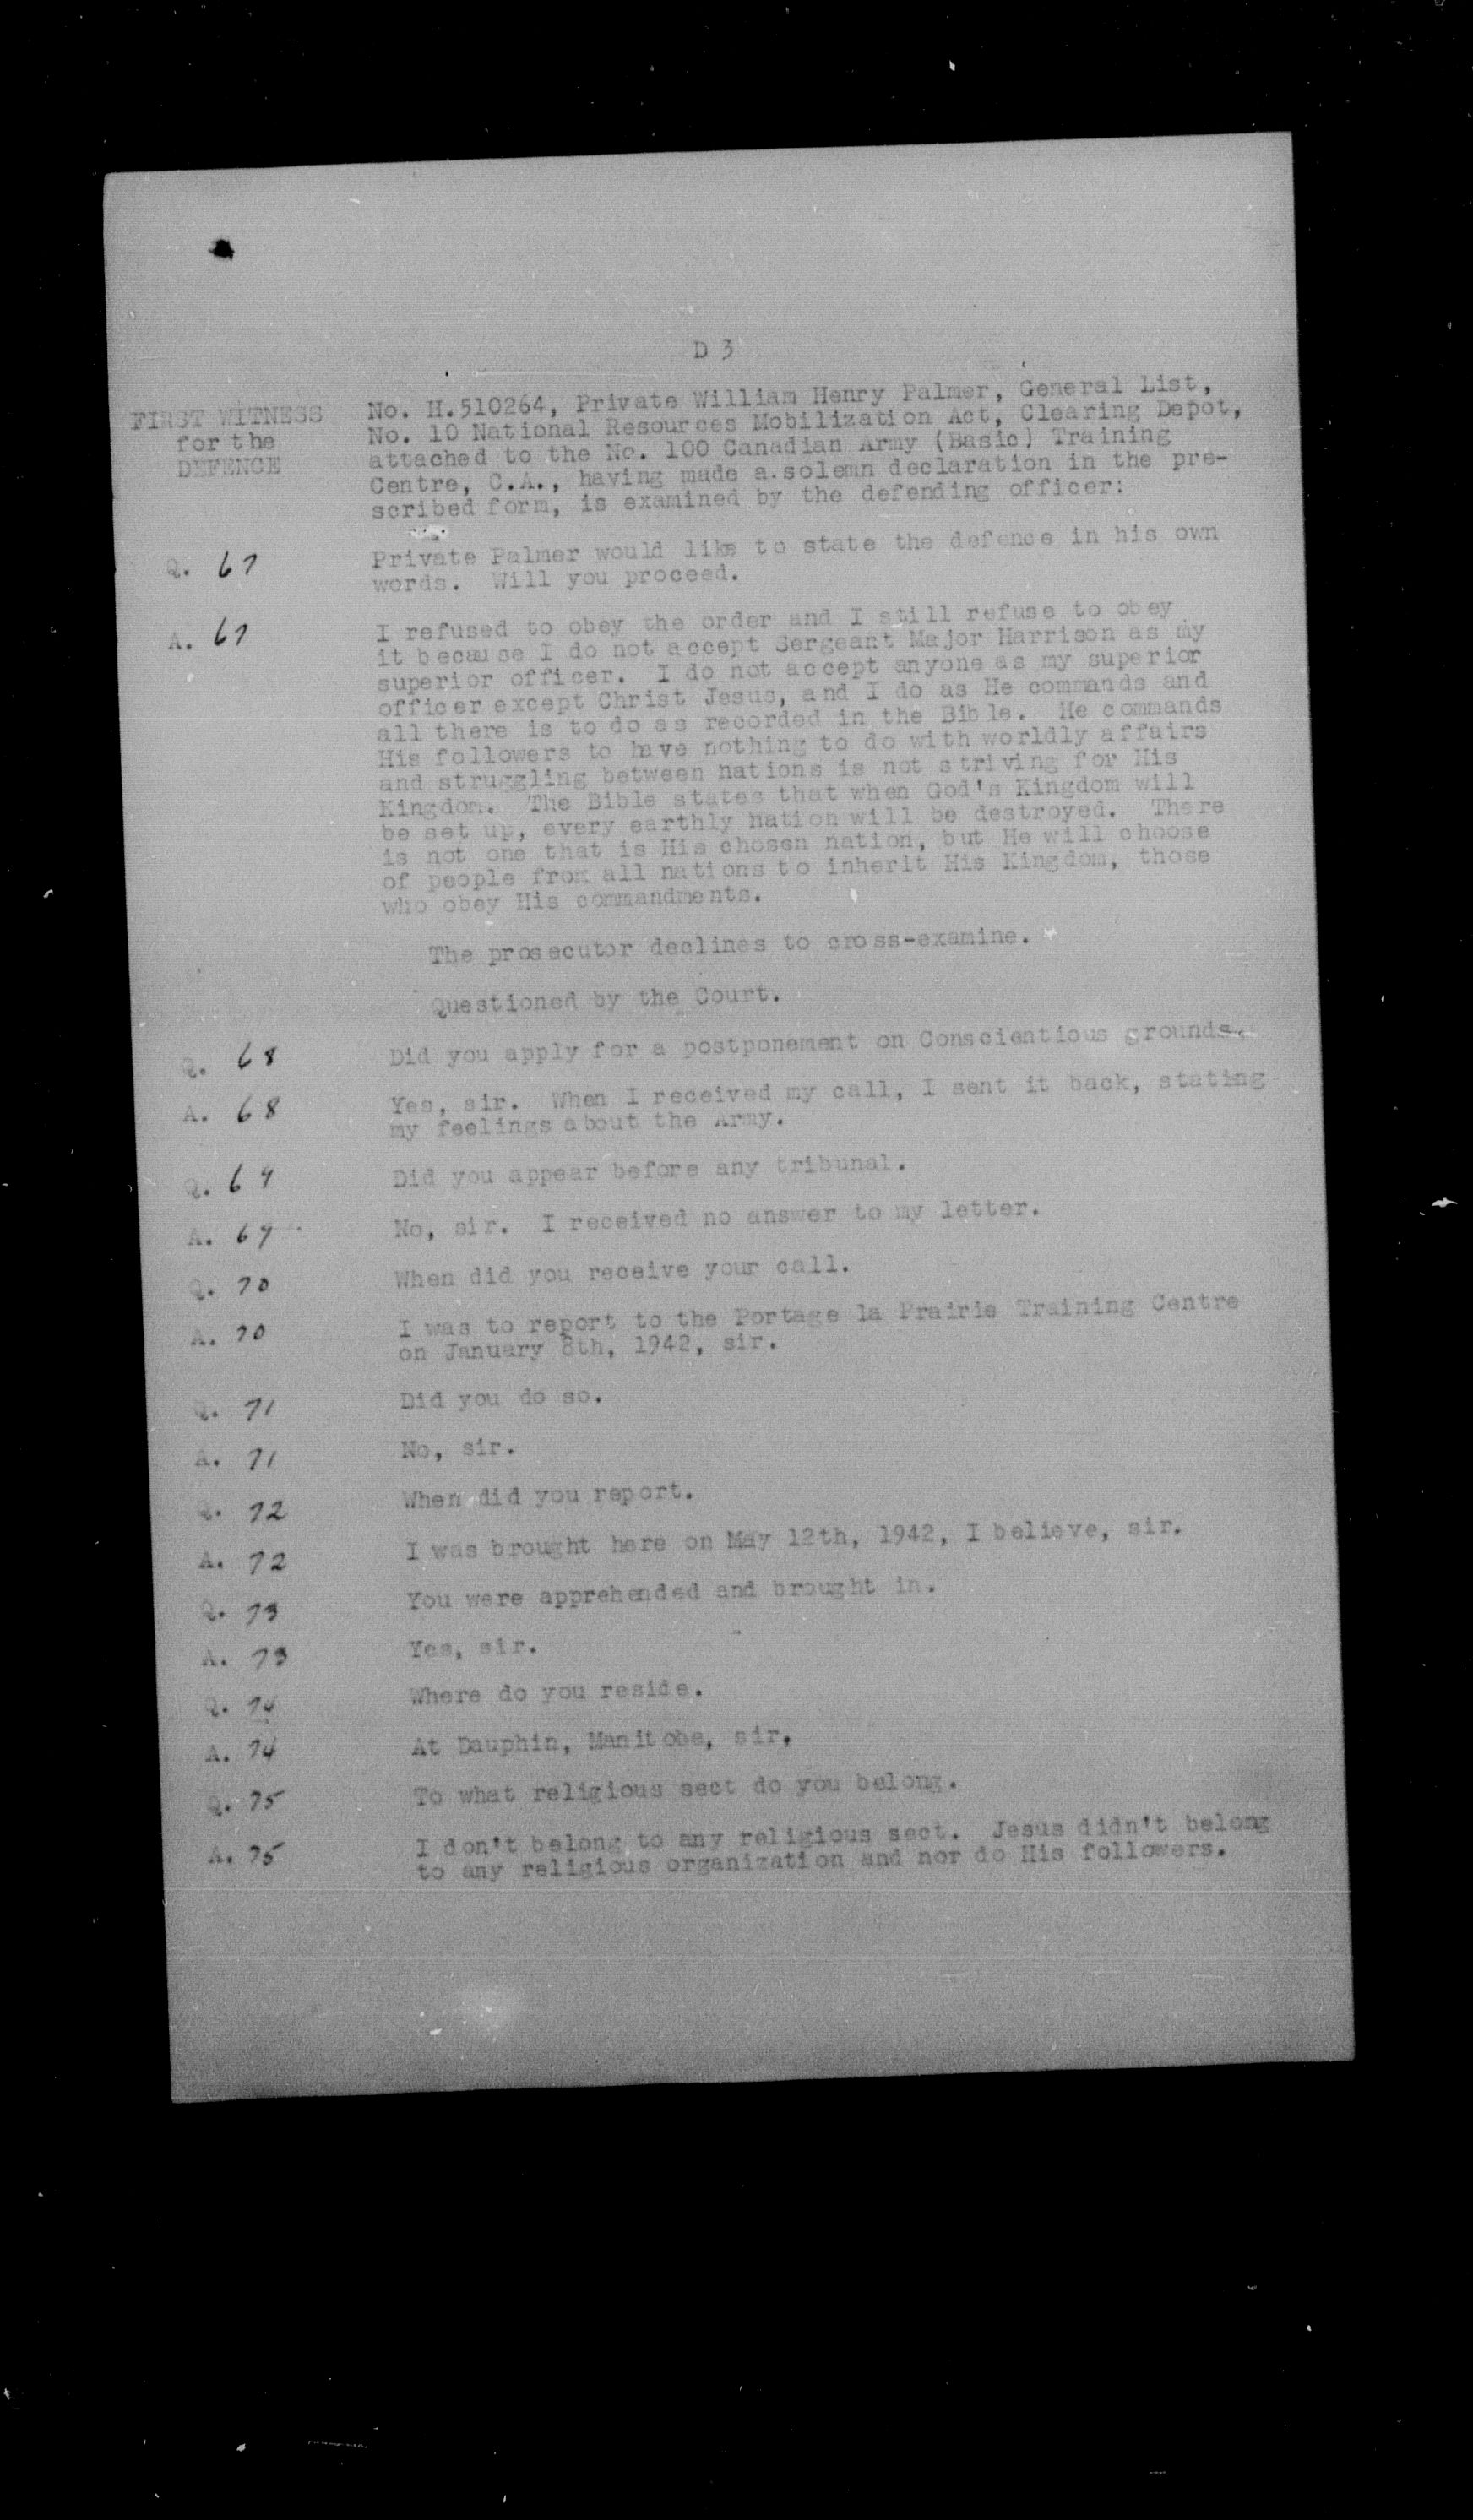 D 3
FIRST WITNESS
for the
DEFENCE
No. H.510264, Private William Henry Palmer, General List,
No. 10 National Resources Mobilization Act, Clearing Depot,
attached to the No. 100 Canadian Army (Basic) Training
Centre, C.A., having made a solemn declaration in the pre-
scribed form, is examined by the defending officer:
Q. 67 Private Palmer would like to state the defence in his own
words. Will you proceed.
A. 67 I refused to obey the order and I still refuse to obey
it because I do not accept Sergeant Major Harrison as my
superior officer. I do not accept anyone as my superior
officer except Christ Jesus, and I do as He commands and
all there is to do as recorded in the Bible. He commands
His followers to have nothing to do with worldly affairs
and struggling between nations is not striving for His
Kingdom. The Bible states that when God's Kingdom will
be set up, every earthly nation will be destroyed. There
is not one that is His chosen nation, but He will choose
of people from all nations to inherit His Kingdom, those
who obey His commandments.
The prosecutor declines to cross-examine.
Questioned by the Court.
Q. 68 Did you apply for a postponement on Conscientious grounds.
A. 68 Yes, sir. When I received my call, I sent it back, stating
my feelings about the Army.
Q. 69 Did you appear before any tribunal.
A. 69 No, sir. I received no answer to my letter.
Q. 70 When did you receive your call.
A. 70 I was to report to the Portage la Prairie Training Centre
on January 8th, 1942, sir.
Q. 71 Did you do so.
A. 71 No, sir.
Q. 72 When did you report.
A. 72 I was brought here on May 12th, 1942, I believe, sir.
Q. 73 You were apprehended and brought in.
A. 73 Yes, sir.
Q. 74 Where do you reside.
A. 74 At Dauphin, Manitoba, sir.
Q. 75 To what religious sect do you belong.
A. 75 I don't belong to any religious sect. Jesus didn't belong
to any religious organization and nor do His followers.